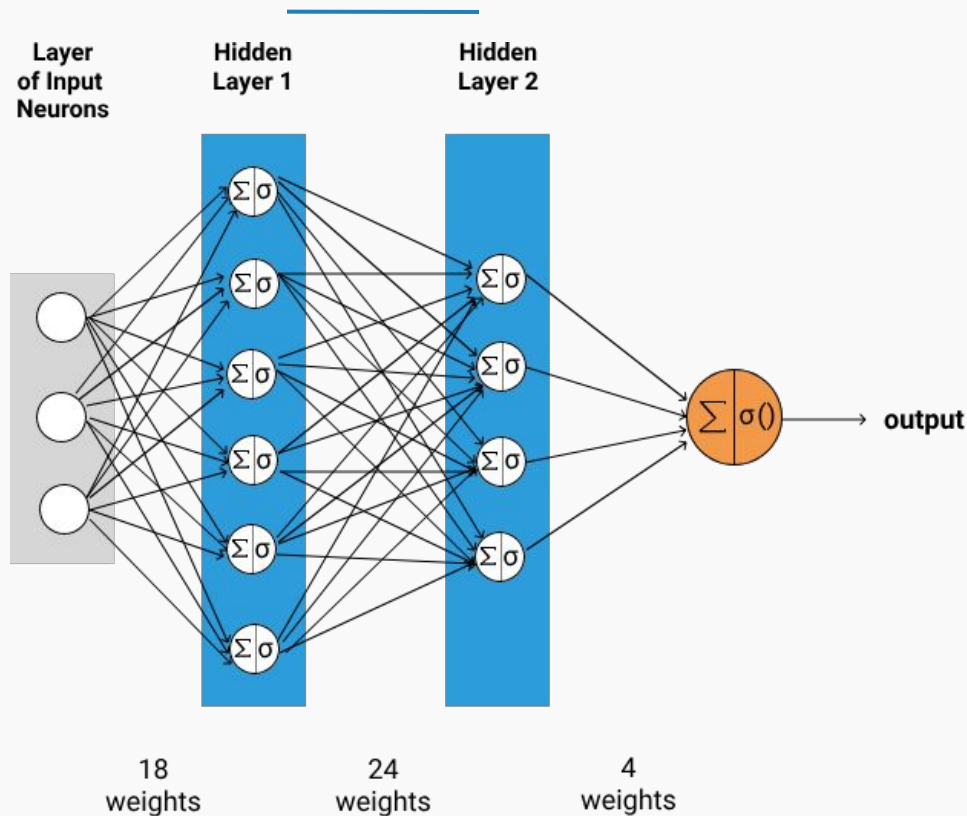 Layer
of Input
Neurons
Hidden
Layer 1
Hidden
Layer 2
Σ σ
Σ σ
Σ σ
Σ σ
Σ σ
Σ σ
Σ σ
Σ σ
Σ σ
Σ σ
Σ σ()
output
18
weights
24
weights
4
weights